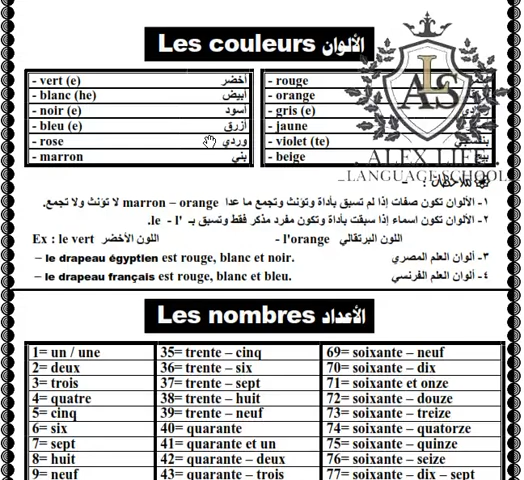 Les couleurs الألوان
- vert (e) أخضر
- blanc (he) أبيض
- noir (e) أسود
- bleu (e) أزرق
- rose وردي
- marron بني
- rouge
- orange
- gris (e)
- jaune
- violet (te) بنفسجي
- beige بيج
ALS
. ALEX LIFE .
LANGUAGE SCHOOL
١- الألوان تكون صفات إذا لم تسبق بأداة وتؤنث وتجمع ما عدا marron – orange لا تؤنث ولا تجمع.
٢- الألوان تكون اسماء إذا سبقت بأداة وتكون مفرد مذكر فقط وتسبق بـ le - l'.
Ex : le vert اللون الأخضر - l'orange اللون البرتقالي
٣- ألوان العلم المصري – le drapeau égyptien est rouge, blanc et noir.
٤- ألوان العلم الفرنسي – le drapeau français est rouge, blanc et bleu.
Les nombres الأعداد
1= un / une
2= deux
3= trois
4= quatre
5= cinq
6= six
7= sept
8= huit
9= neuf
35= trente – cinq
36= trente – six
37= trente – sept
38= trente – huit
39= trente – neuf
40= quarante
41= quarante et un
42= quarante – deux
43= quarante – trois
69= soixante – neuf
70= soixante – dix
71= soixante et onze
72= soixante – douze
73= soixante – treize
74= soixante – quatorze
75= soixante – quinze
76= soixante – seize
77= soixante – dix – sept